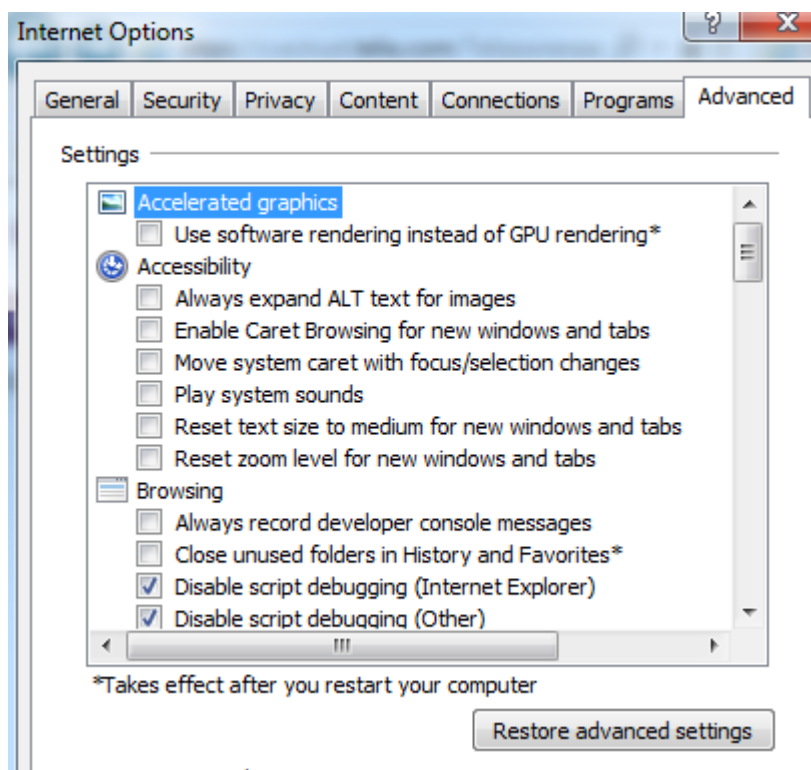 Internet Options
?
General Security Privacy Content Connections Programs Advanced
Settings
Accelerated graphics
Use software rendering instead of GPU rendering*
Accessibility
Always expand ALT text for images
Enable Caret Browsing for new windows and tabs
Move system caret with focus/selection changes
Play system sounds
Reset text size to medium for new windows and tabs
Reset zoom level for new windows and tabs
Browsing
Always record developer console messages
Close unused folders in History and Favorites*
Disable script debugging (Internet Explorer)
Disable script debugging (Other)
*Takes effect after you restart your computer
Restore advanced settings